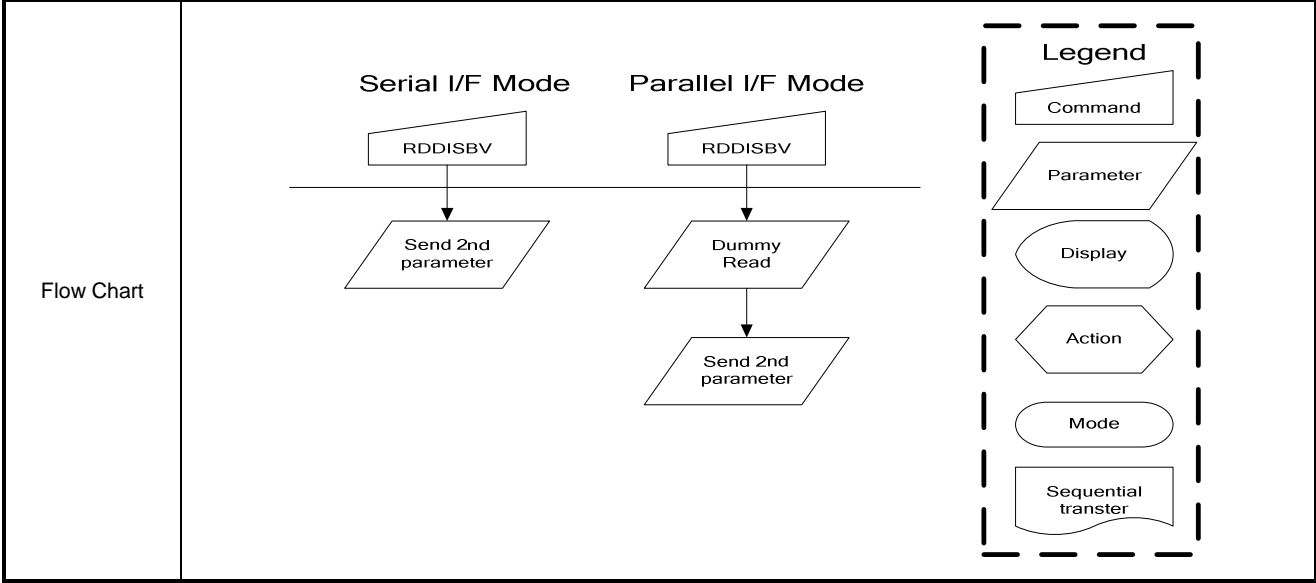 Flow Chart
Serial I/F Mode
RDDISBV
Send 2nd
parameter
Parallel I/F Mode
RDDISBV
Dummy
Read
Send 2nd
parameter
Legend
Command
Parameter
Display
Action
Mode
Sequential
transter